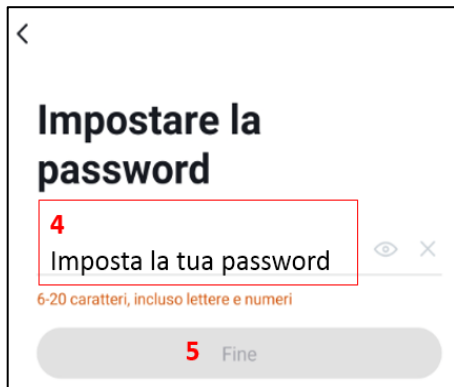 Impostare la
password
4
Imposta la tua password
6-20 caratteri, incluso lettere e numeri
5 Fine